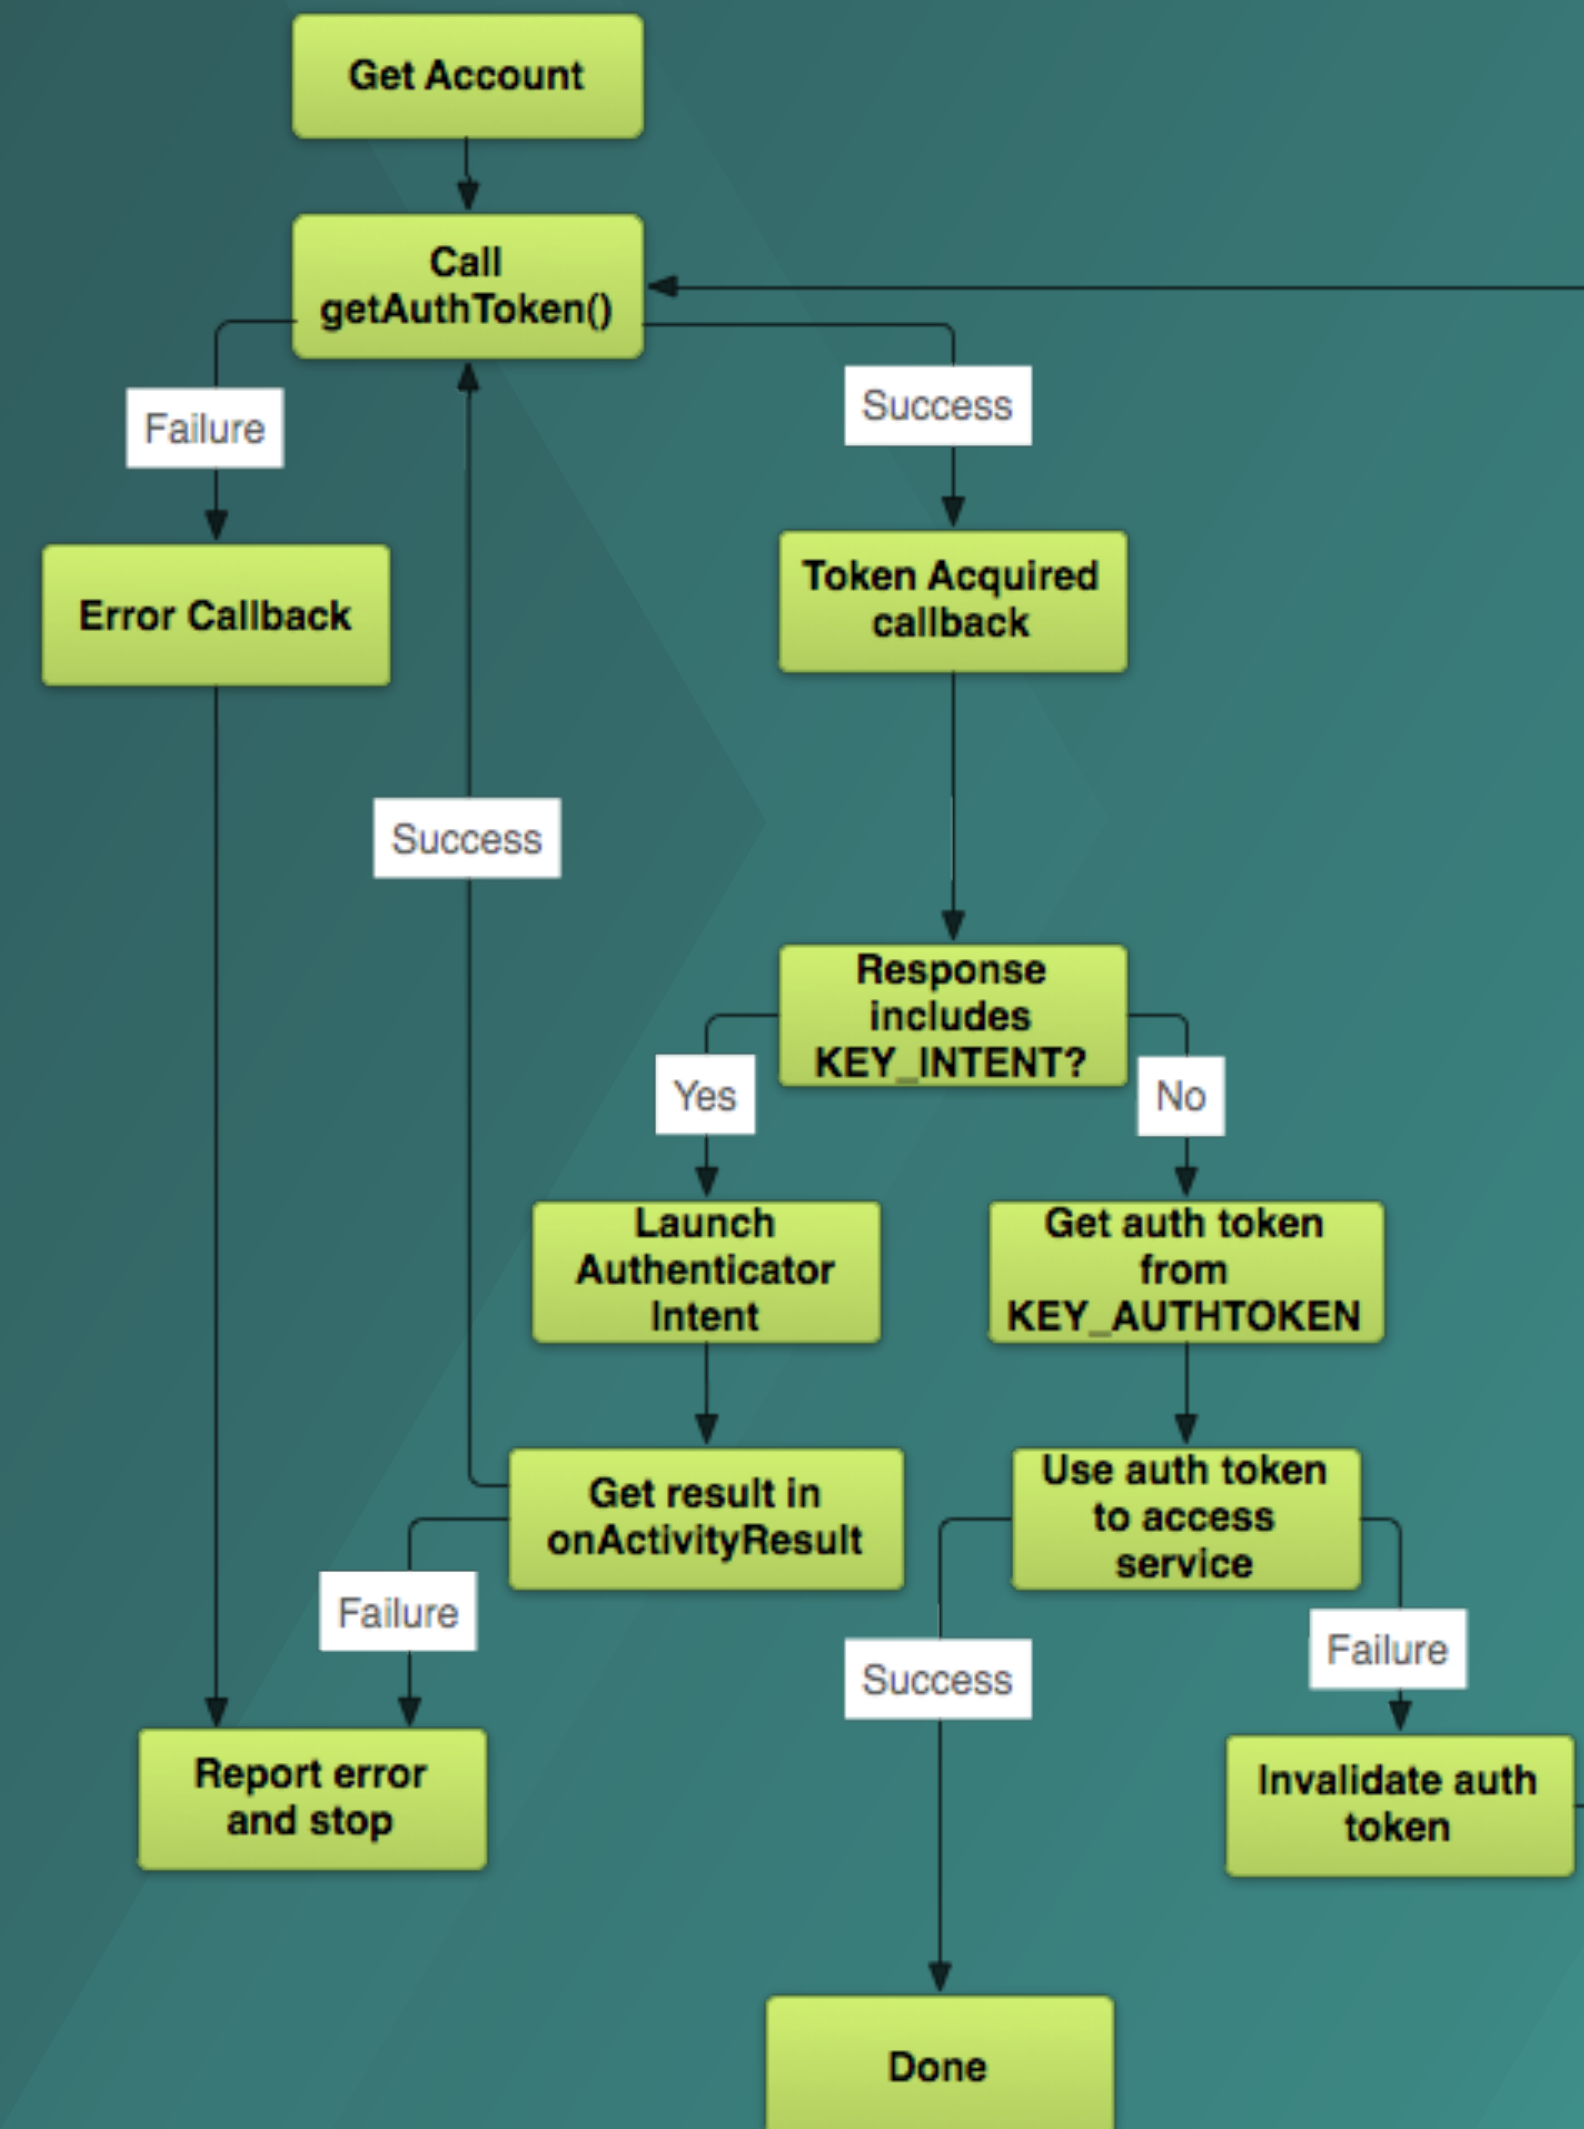 Get Account
Call
getAuthToken()
Failure
Success
Error Callback
Token Acquired
callback
Success
Response
includes
KEY_INTENT?
Yes
No
Launch
Authenticator
Intent
Get auth token
from
KEY_AUTHTOKEN
Get result in
onActivityResult
Use auth token
to access
service
Failure
Success
Failure
Report error
and stop
Invalidate auth
token
Done